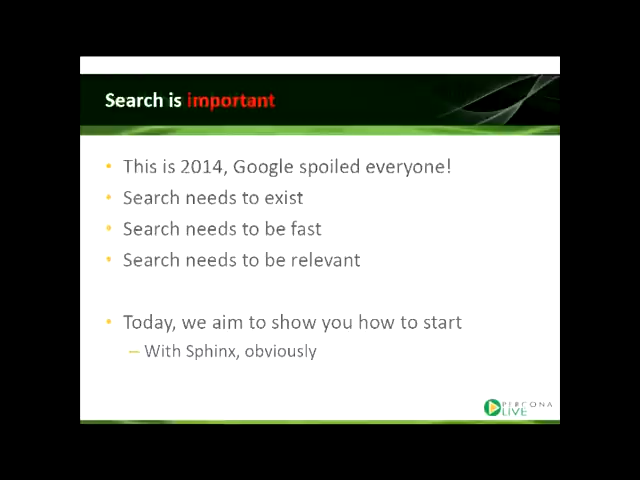 Search is important
• This is 2014, Google spoiled everyone!
• Search needs to exist
• Search needs to be fast
• Search needs to be relevant
• Today, we aim to show you how to start
– With Sphinx, obviously
PERCONA
LIVE